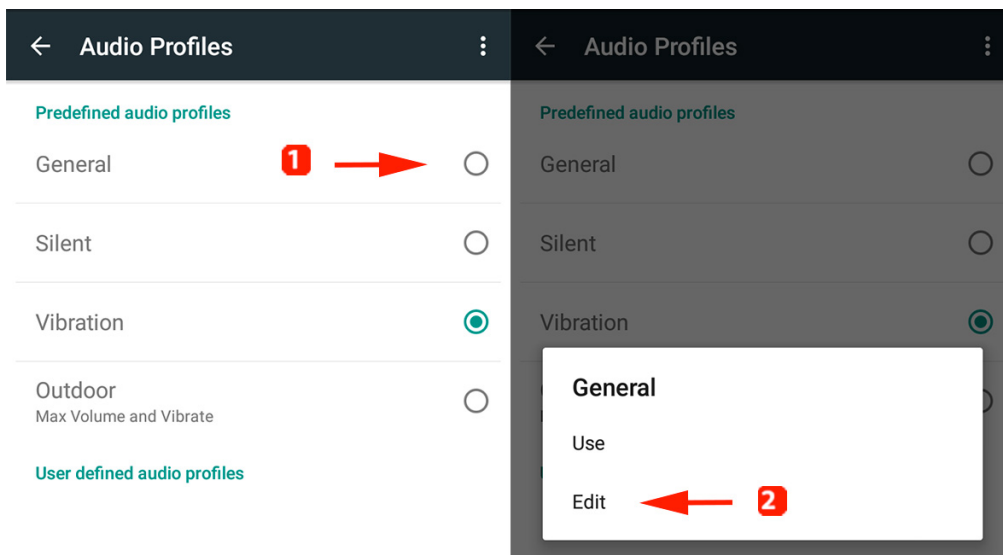 Audio Profiles
Predefined audio profiles
General
1
Silent
Vibration
Outdoor
Max Volume and Vibrate
User defined audio profiles
Audio Profiles
Predefined audio profiles
General
Silent
Vibration
General
Use
Edit
2